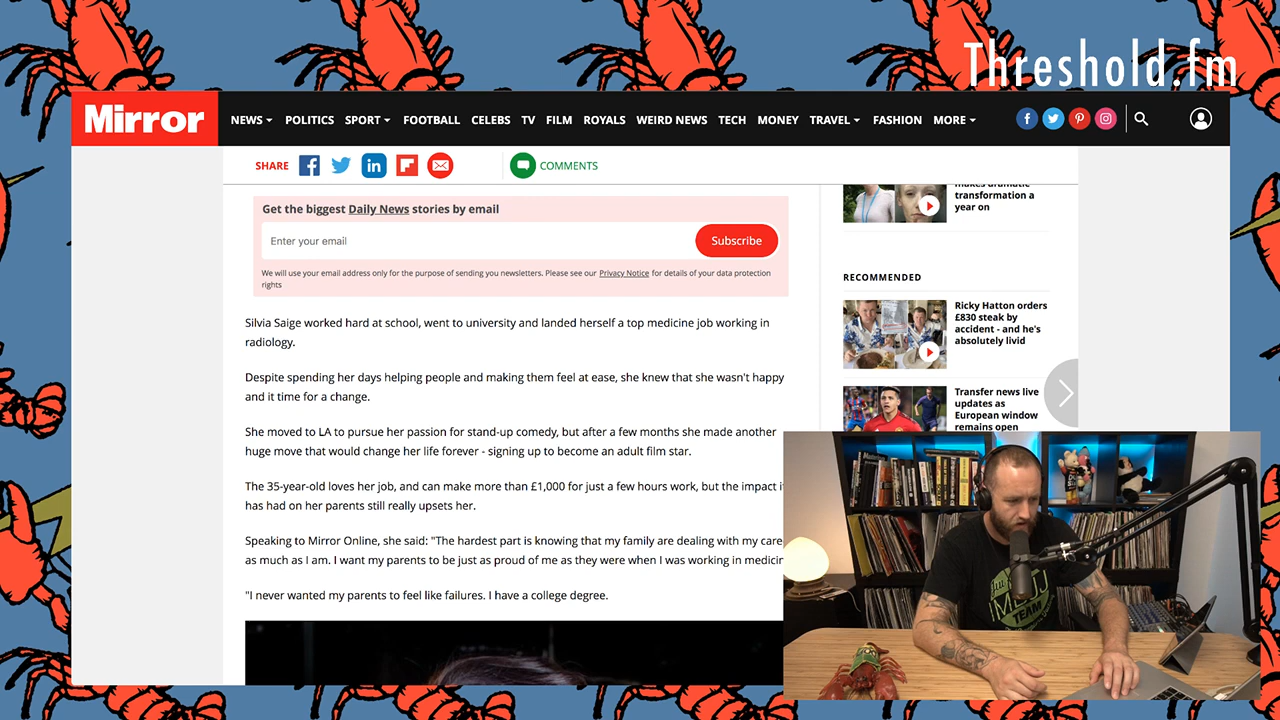 Threshold.fm
Mirror
NEWS POLITICS SPORT FOOTBALL CELEBS TV FILM ROYALS WEIRD NEWS TECH MONEY TRAVEL FASHION MORE
SHARE COMMENTS
Get the biggest Daily News stories by email
Enter your email
Subscribe
We will use your email address only for the purpose of sending you newsletters. Please see our Privacy Notice for details of your data protection
rights
Silvia Saige worked hard at school, went to university and landed herself a top medicine job working in
radiology.
Despite spending her days helping people and making them feel at ease, she knew that she wasn't happy
and it time for a change.
She moved to LA to pursue her passion for stand-up comedy, but after a few months she made another
huge move that would change her life forever - signing up to become an adult film star.
The 35-year-old loves her job, and can make more than £1,000 for just a few hours work, but the impact
has had on her parents still really upsets her.
Speaking to Mirror Online, she said: "The hardest part is knowing that my family are dealing with my
as much as I am. I want my parents to be just as proud of me as they were when I was working in
"I never wanted my parents to feel like failures. I have a college degree.
makes dramatic
transformation a
year on
RECOMMENDED
Ricky Hatton orders
£830 steak by
accident - and he's
absolutely livid
Transfer news live
updates as
European window
remains open
TEAM